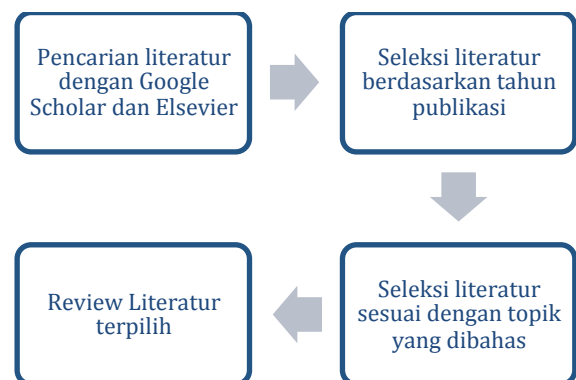 Pencarian literatur
dengan Google
Scholar dan Elsevier
Seleksi literatur
berdasarkan tahun
publikasi
Seleksi literatur
sesuai dengan topik
yang dibahas
Review Literatur
terpilih